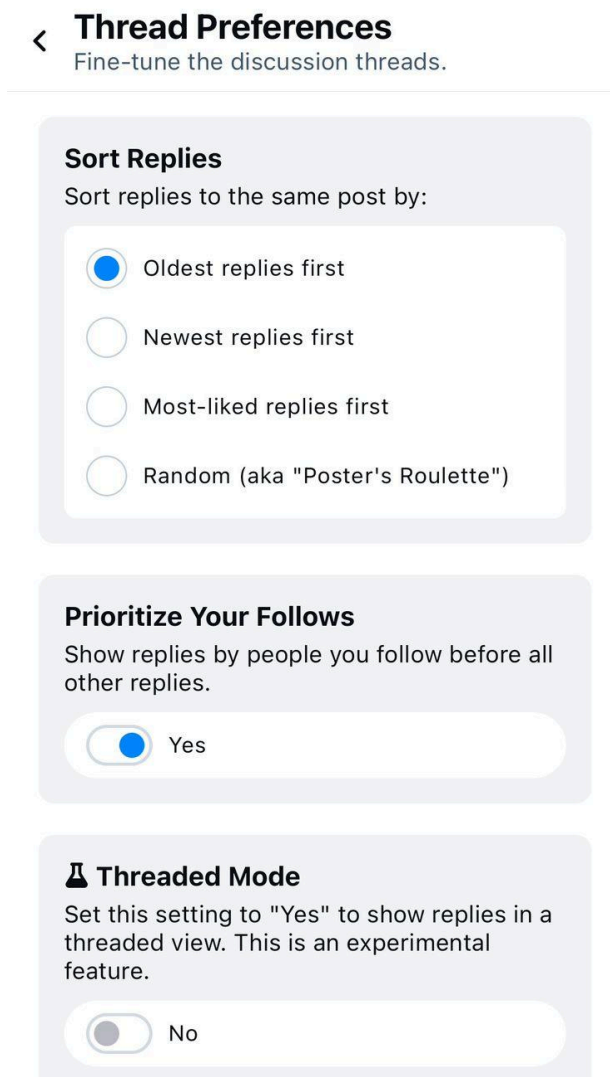 Thread Preferences
Fine-tune the discussion threads.
Sort Replies
Sort replies to the same post by:
Oldest replies first
Newest replies first
Most-liked replies first
Random (aka "Poster's Roulette")
Prioritize Your Follows
Show replies by people you follow before all
other replies.
Yes
Threaded Mode
Set this setting to "Yes" to show replies in a
threaded view. This is an experimental
feature.
No